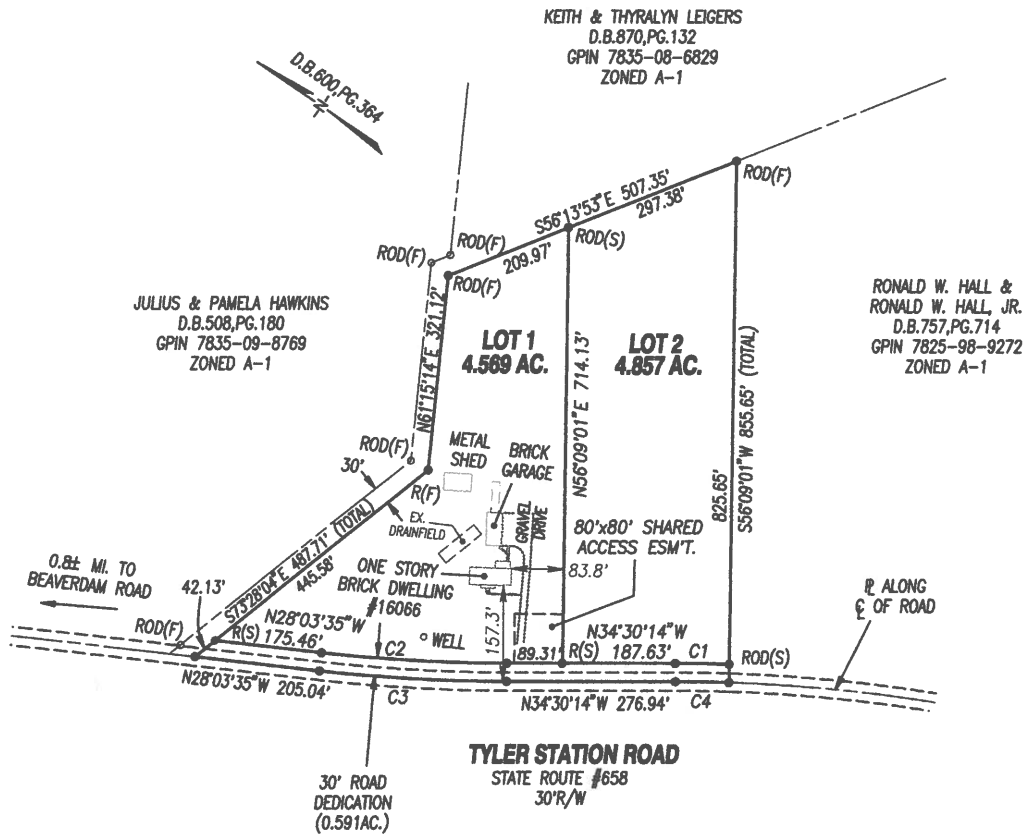 KEITH & THYRALYN LEIGERS
D.B.870,PG.132
GPIN 7835-08-6829
ZONED A-1
D.B.600,PG.364
N
S56°13'53"E 507.35'
297.38'
209.97'
ROD(F)
ROD(S)
ROD(F)
ROD(F)
ROD(F)
JULIUS & PAMELA HAWKINS
D.B.508,PG.180
GPIN 7835-09-8769
ZONED A-1
RONALD W. HALL &
RONALD W. HALL, JR.
D.B.757,PG.714
GPIN 7825-98-9272
ZONED A-1
LOT 1
4.569 AC.
LOT 2
4.857 AC.
N61°15'14"E 321.12'
N56°09'01"E 714.13'
825.65'
S56°09'01"W 855.65' (TOTAL)
ROD(F)
30'
R(F)
METAL
SHED
BRICK
GARAGE
GRAVEL
DRIVE
EX.
DRAINFIELD
80'x80' SHARED
ACCESS ESM'T.
83.8'
S73°28'04"E 487.71' (TOTAL)
445.58'
ONE STORY
BRICK DWELLING
#16066
0.8± MI. TO
BEAVERDAM ROAD
42.13'
ROD(F)
R(S)
N28°03'35"W
175.46'
C2
WELL
157.3'
89.31'
R(S)
N34°30'14"W
187.63'
C1
ROD(S)
℄ ALONG
℄ OF ROAD
N28°03'35"W 205.04'
C3
N34°30'14"W 276.94'
C4
TYLER STATION ROAD
STATE ROUTE #658
30'R/W
30' ROAD
DEDICATION
(0.591AC.)